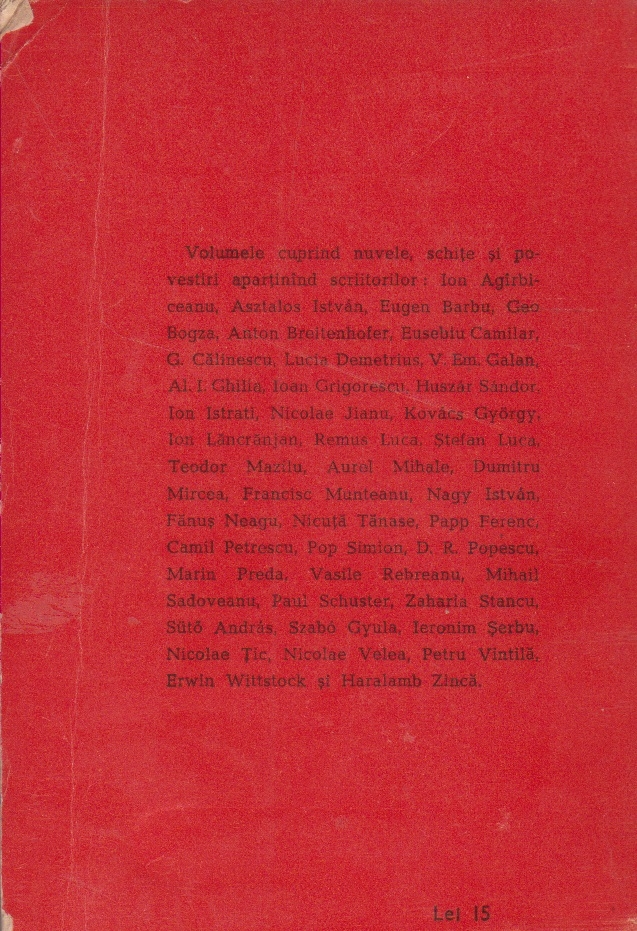 Volumele cuprind nuvele, schițe și po-
vestiri aparținînd scriitorilor : Ion Agîrbi-
ceanu, Asztalos István, Eugen Barbu, Geo
Bogza, Anton Breitenhofer, Eusebiu Camilar,
G. Călinescu, Lucia Demetrius, V. Em. Galan,
Al. I. Ghilia, Ioan Grigorescu, Huszár Sándor,
Ion Istrati, Nicolae Jianu, Kovács György,
Ion Lăncrănjan, Remus Luca, Ștefan Luca,
Teodor Mazilu, Aurel Mihale, Dumitru
Mircea, Francisc Munteanu, Nagy István,
Fănuș Neagu, Nicuță Tănase, Papp Ferenc,
Camil Petrescu, Pop Simion, D. R. Popescu,
Marin Preda, Vasile Rebreanu, Mihail
Sadoveanu, Paul Schuster, Zaharia Stancu,
Sütő András, Szabó Gyula, Ieronim Șerbu,
Nicolae Țic, Nicolae Velea, Petru Vintilă,
Erwin Wittstock și Haralamb Zincă.
Lei 15